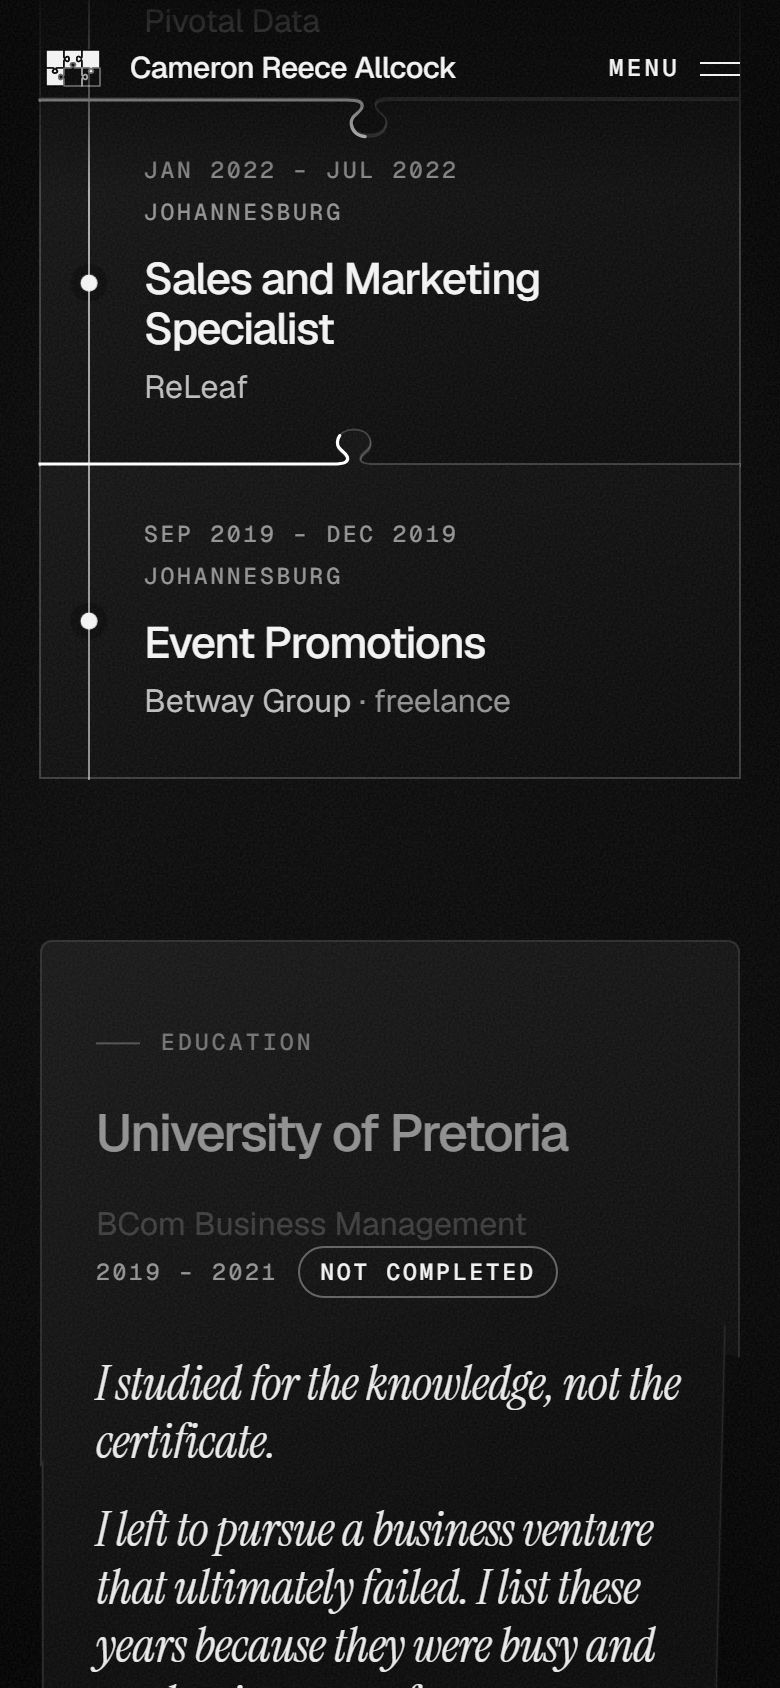 Pivotal Data
Cameron Reece Allcock
MENU
JAN 2022 – JUL 2022
JOHANNESBURG
Sales and Marketing
Specialist
ReLeaf
SEP 2019 – DEC 2019
JOHANNESBURG
Event Promotions
Betway Group · freelance
EDUCATION
University of Pretoria
BCom Business Management
2019 – 2021 NOT COMPLETED
I studied for the knowledge, not the
certificate.
I left to pursue a business venture
that ultimately failed. I list these
years because they were busy and